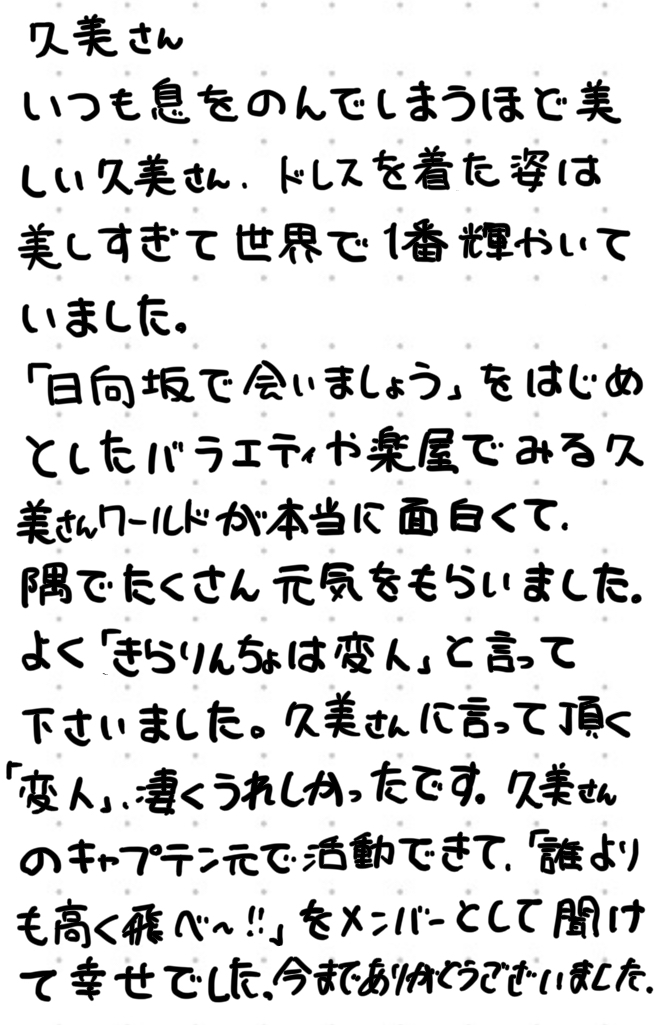 久美さん
いつも息をのんでしまうほど美
しい久美さん、ドレスを着た姿は
美しすぎて世界で1番輝やいて
いました。
「日向坂で会いましょう」をはじめ
としたバラエティや楽屋でみる久
美さんワールドが本当に面白くて、
隅でたくさん元気をもらいました。
よく「きらりんちょは変人」と言って
下さいました。久美さんに言って頂く
「変人」、凄くうれしかったです。久美さん
のキャプテン元で活動できて、「誰より
も高く飛べ〜!!」をメンバーとして聞け
て幸せでした。今までありがとうございました。